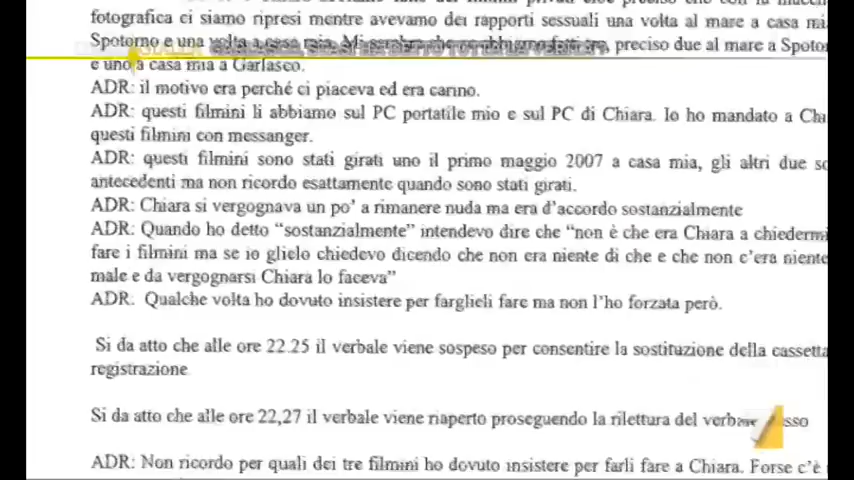 fotografica ci siamo ripresi mentre avevamo dei rapporti sessuali una volta al mare a casa mi
Spotorno e una volta a casa mia. Mi sembra che ne abbiamo fatti tre, preciso due al mare a Spoto
e uno a casa mia a Garlasco.
ADR: il motivo era perché ci piaceva ed era carino.
ADR: questi filmini li abbiamo sul PC portatile mio e sul PC di Chiara. Io ho mandato a Chi
questi filmini con messanger.
ADR: questi filmini sono stati girati uno il primo maggio 2007 a casa mia, gli altri due so
antecedenti ma non ricordo esattamente quando sono stati girati.
ADR: Chiara si vergognava un po' a rimanere nuda ma era d'accordo sostanzialmente
ADR: Quando ho detto "sostanzialmente" intendevo dire che "non è che era Chiara a chiedermi
fare i filmini ma se io glielo chiedevo dicendo che non era niente di che e che non c'era niente
male e da vergognarsi Chiara lo faceva"
ADR. Qualche volta ho dovuto insistere per farglieli fare ma non l'ho forzata però.
Si da atto che alle ore 22.25 il verbale viene sospeso per consentire la sostituzione della cassetta
registrazione
Si da atto che alle ore 22,27 il verbale viene riaperto proseguendo la rilettura del verbale sso
ADR: Non ricordo per quali dei tre filmini ho dovuto insistere per farli fare a Chiara. Forse c'è